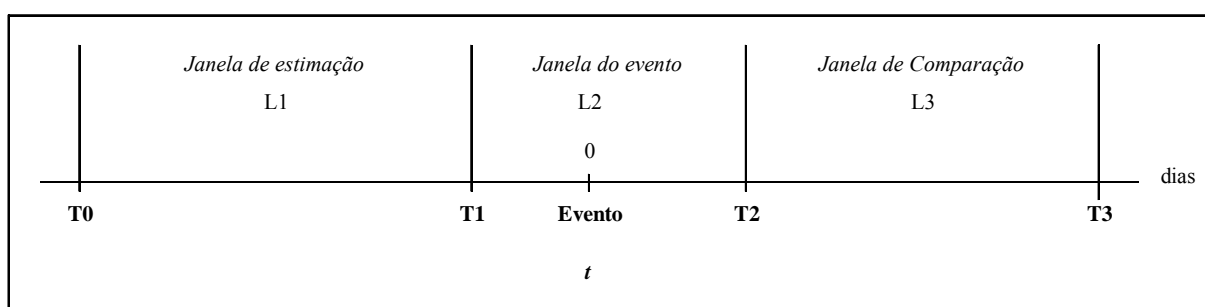 Janela de estimação Janela do evento Janela de Comparação
L1 L2 L3
0
dias
T0 T1 Evento T2 T3
t